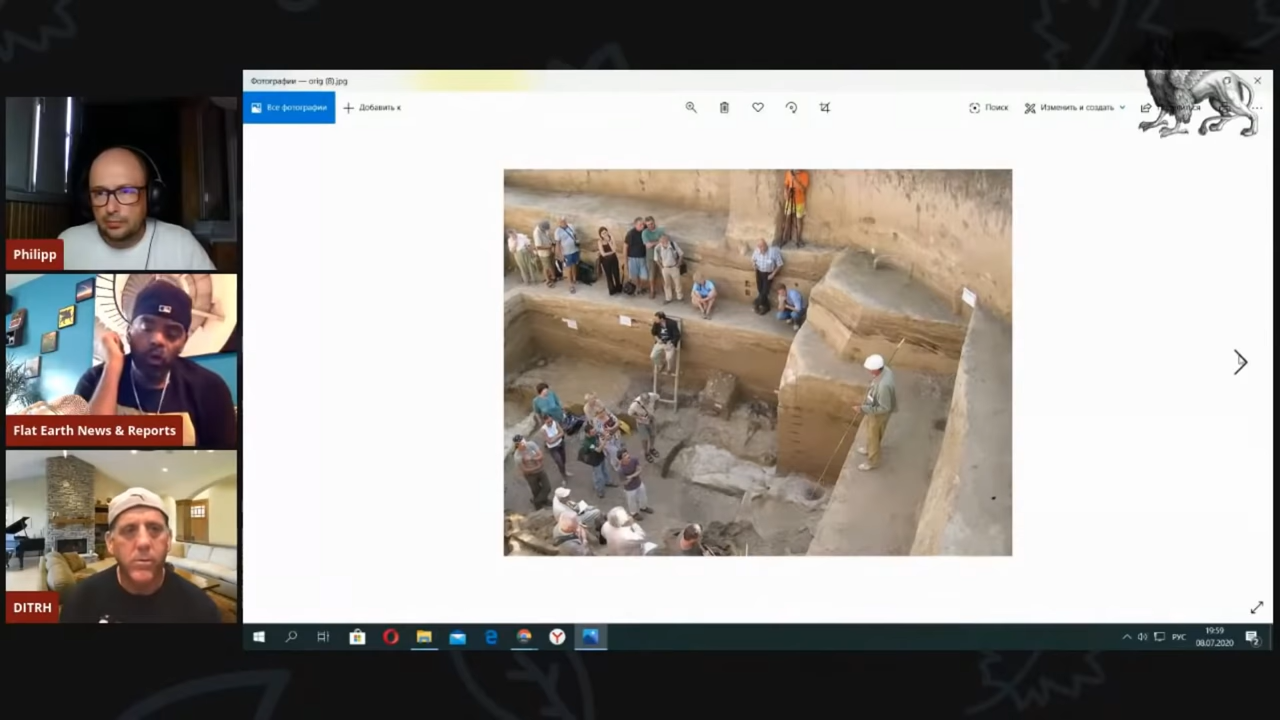 Фотографии — orig (8).jpg
Все фотографии
Добавить к
Поиск
Изменить и создать
Philipp
Flat Earth News & Reports
DITRH
РУС
19:59
08.07.2020
2